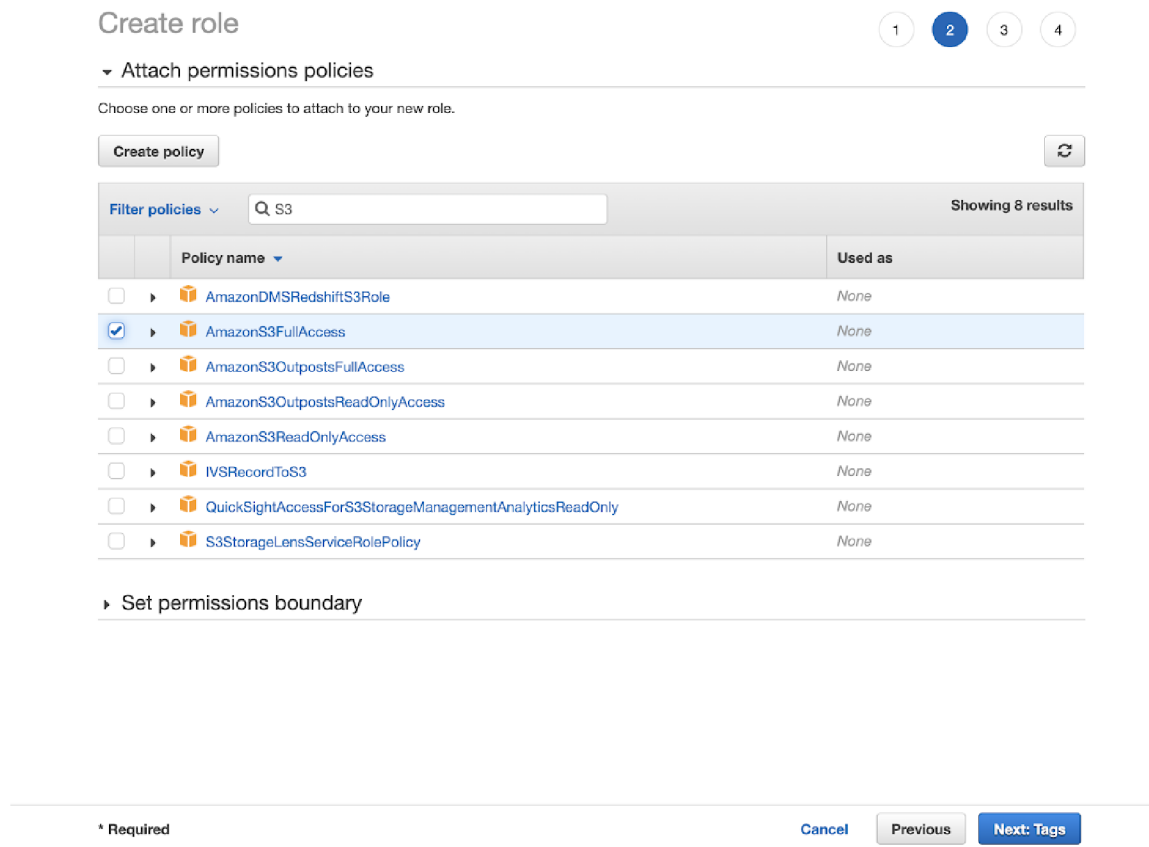 Create role
1 2 3 4
Attach permissions policies
Choose one or more policies to attach to your new role.
Create policy
Filter policies S3 Showing 8 results
Policy name Used as
AmazonDMSRedshiftS3Role None
AmazonS3FullAccess None
AmazonS3OutpostsFullAccess None
AmazonS3OutpostsReadOnlyAccess None
AmazonS3ReadOnlyAccess None
IVSRecordToS3 None
QuickSightAccessForS3StorageManagementAnalyticsReadOnly None
S3StorageLensServiceRolePolicy None
Set permissions boundary
* Required Cancel Previous Next: Tags